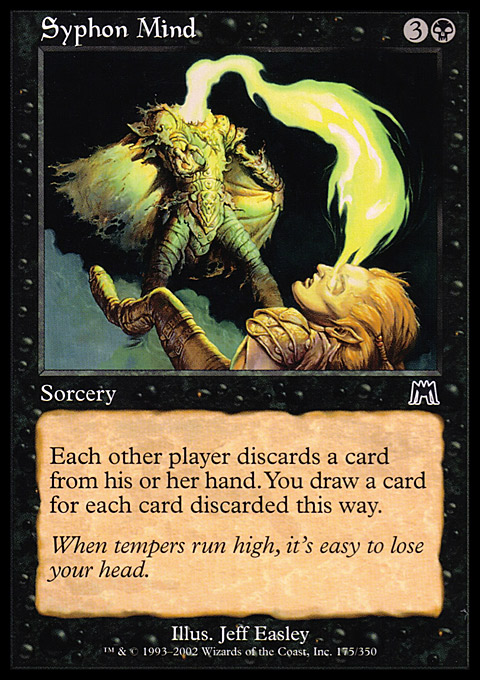 Syphon Mind 3
Sorcery
Each other player discards a card
from his or her hand. You draw a card
for each card discarded this way.
When tempers run high, it's easy to lose
your head.
Illus. Jeff Easley
™ & © 1993–2002 Wizards of the Coast, Inc. 175/350